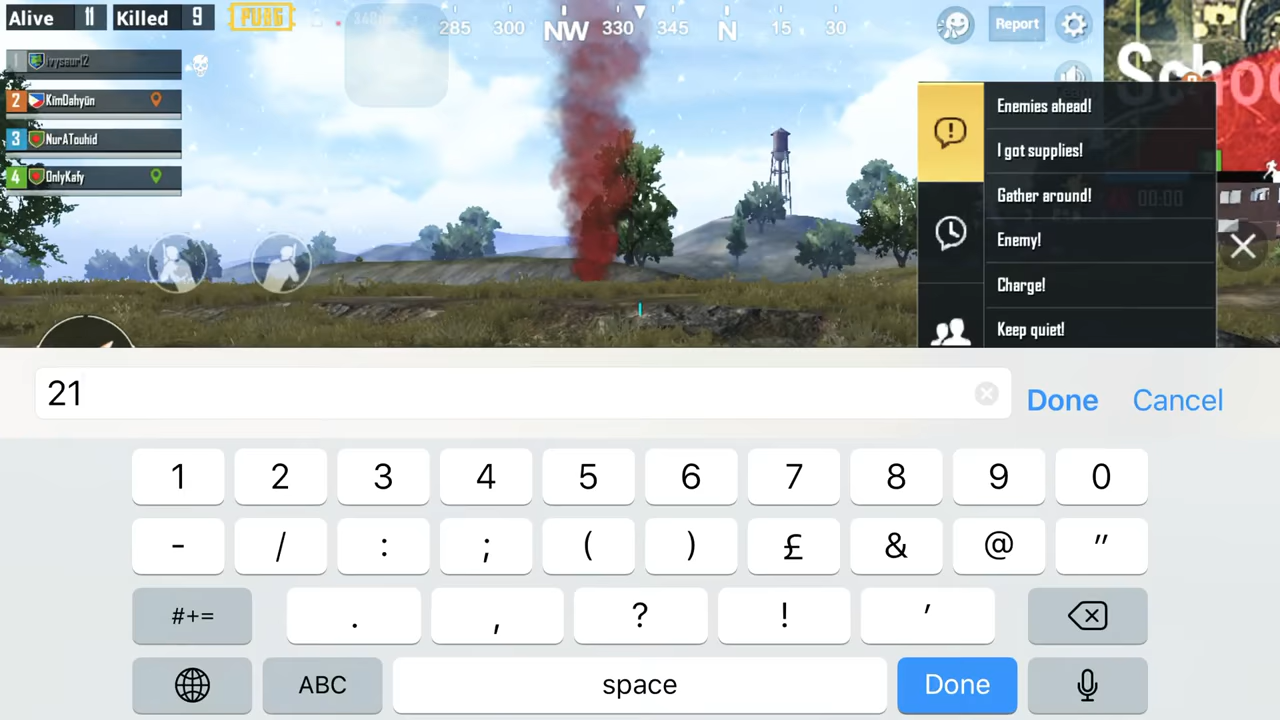 Alive 11 Killed 9 PUBG
285 300 NW 330 345 N 15 30
Report
1 ivysaur12
2 KimDahyün
3 NurATouhid
4 OnlyKafy
Schoo
Enemies ahead!
I got supplies!
Gather around!
Enemy!
Charge!
Keep quiet!
00:00
21
Done Cancel
1 2 3 4 5 6 7 8 9 0
- / : ; ( ) £ & @ "
#+= . , ? ! '
ABC space Done